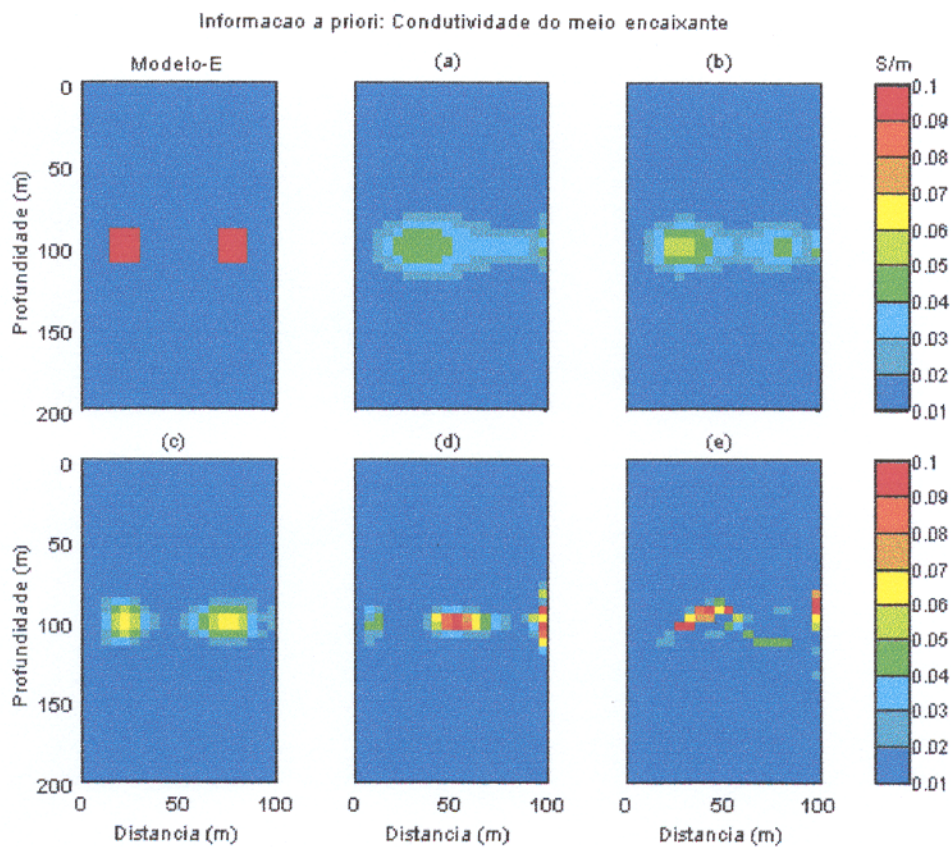 Informacao a priori: Condutividade do meio encaixante
Modelo-E
(a)
(b)
S/m
0
50
100
150
200
Profundidade (m)
0.1
0.09
0.08
0.07
0.06
0.05
0.04
0.03
0.02
0.01
(c)
(d)
(e)
0
50
100
150
200
Profundidade (m)
0.1
0.09
0.08
0.07
0.06
0.05
0.04
0.03
0.02
0.01
0 50 100
0 50 100
0 50 100
Distancia (m)
Distancia (m)
Distancia (m)